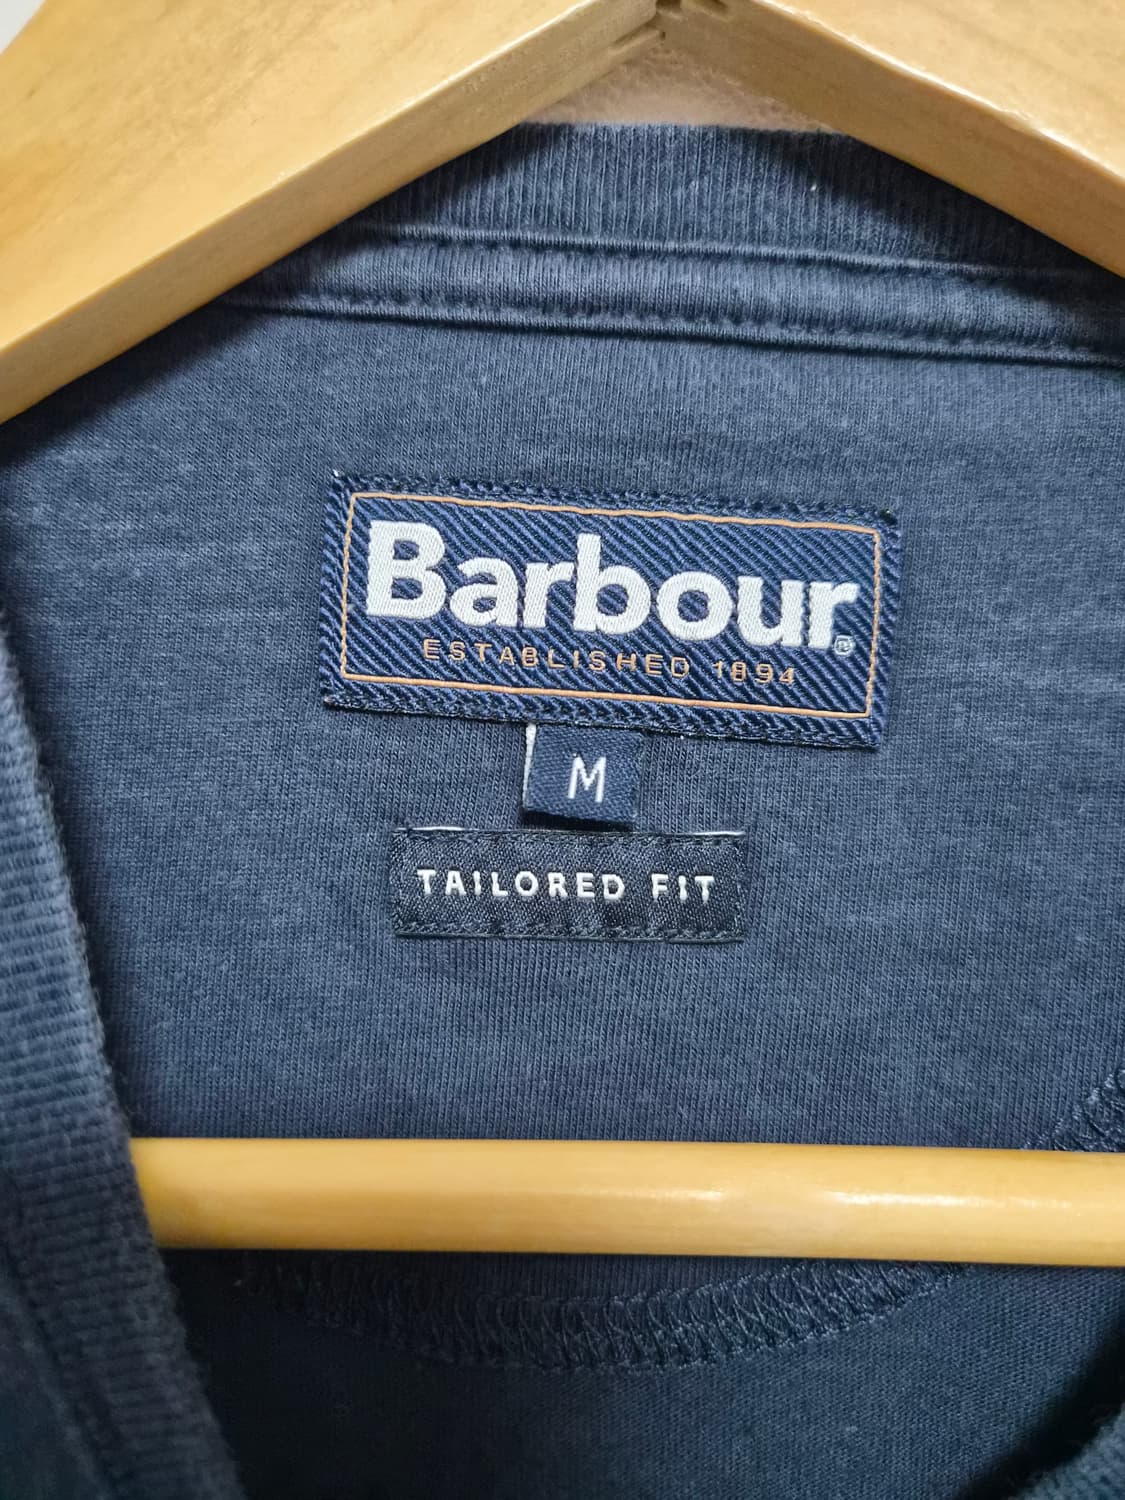 Barbour®
ESTABLISHED 1894
M
TAILORED FIT